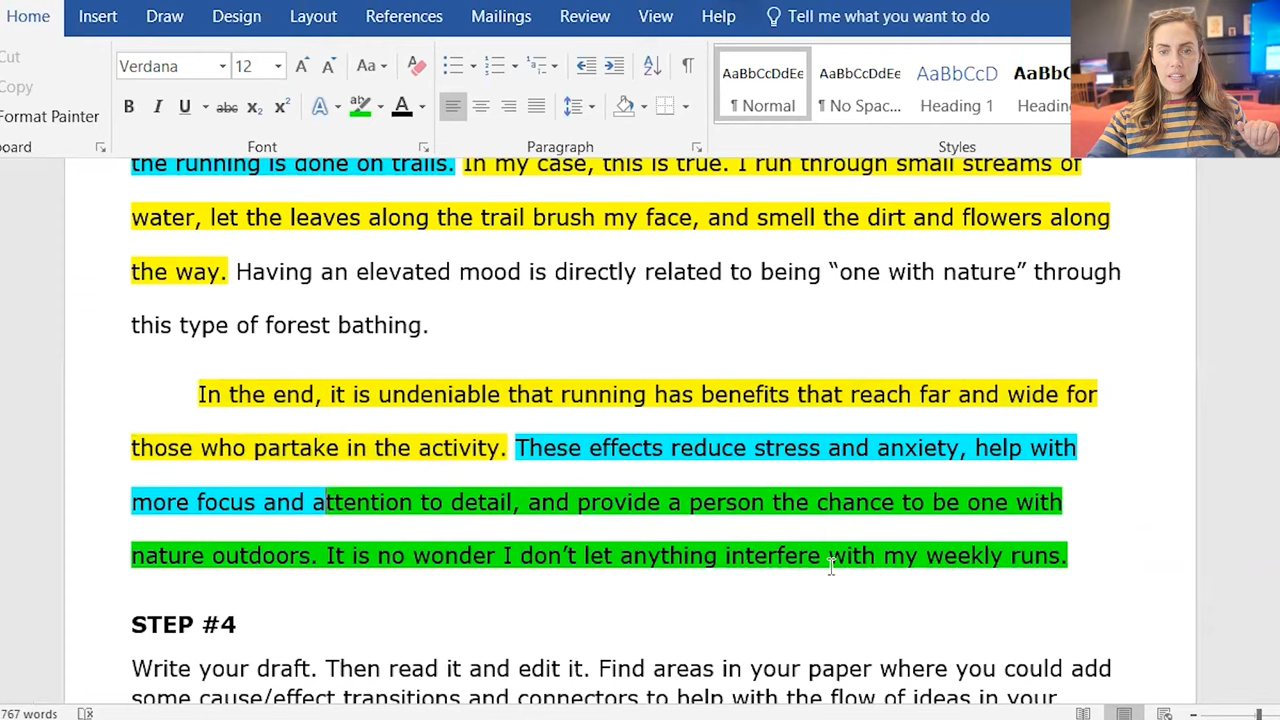 Home Insert Draw Design Layout References Mailings Review View Help Tell me what you want to do
Cut
Copy
Format Painter
Verdana 12 Aa
B I U abc X₂ X² A ab A
AaBbCcDdEe AaBbCcDdEe AaBbCcD AaBbCc
¶ Normal ¶ No Spac... Heading 1
Font Paragraph Styles
the running is done on trails. In my case, this is true. I run through small streams of
water, let the leaves along the trail brush my face, and smell the dirt and flowers along
the way. Having an elevated mood is directly related to being “one with nature” through
this type of forest bathing.
In the end, it is undeniable that running has benefits that reach far and wide for
those who partake in the activity. These effects reduce stress and anxiety, help with
more focus and attention to detail, and provide a person the chance to be one with
nature outdoors. It is no wonder I don’t let anything interfere with my weekly runs.
STEP #4
Write your draft. Then read it and edit it. Find areas in your paper where you could add
some cause/effect transitions and connectors to help with the flow of ideas in your
767 words